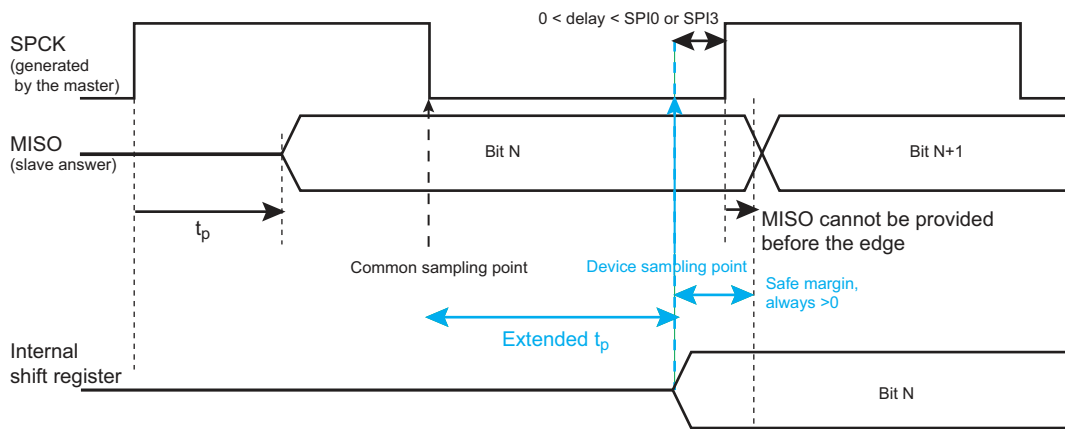 0 < delay < SPI0 or SPI3
SPCK
(generated
by the master)
MISO
(slave answer)
Bit N
Bit N+1
tp
MISO cannot be provided
before the edge
Common sampling point
Device sampling point
Safe margin,
always >0
Extended tp
Internal
shift register
Bit N